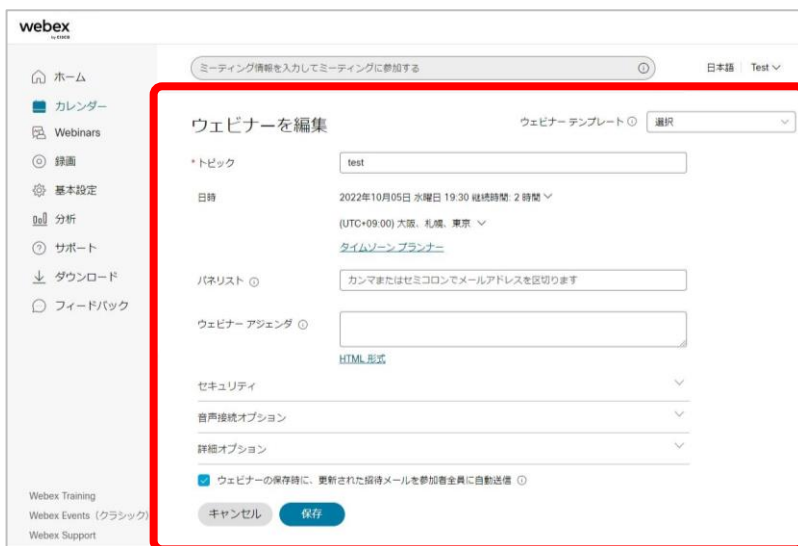 webex
by CISCO
ミーティング情報を入力してミーティングに参加する
日本語 Test
ホーム
カレンダー
Webinars
録画
基本設定
分析
サポート
ダウンロード
フィードバック
Webex Training
Webex Events（クラシック）
Webex Support
ウェビナーを編集
ウェビナー テンプレート 選択
* トピック test
日時 2022年10月05日 水曜日 19:30 継続時間: 2 時間
(UTC+09:00) 大阪、札幌、東京
タイムゾーン プランナー
パネリスト カンマまたはセミコロンでメールアドレスを区切ります
ウェビナー アジェンダ
HTML 形式
セキュリティ
音声接続オプション
詳細オプション
ウェビナーの保存時に、更新された招待メールを参加者全員に自動送信
キャンセル 保存